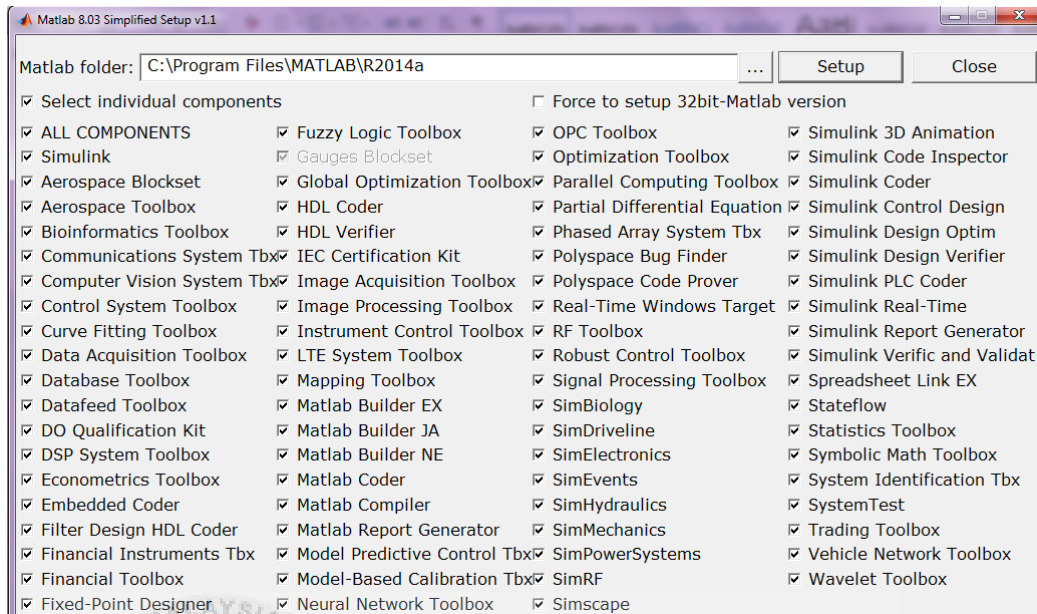 Matlab 8.03 Simplified Setup v1.1
Matlab folder: C:\Program Files\MATLAB\R2014a ... Setup Close
Select individual components Force to setup 32bit-Matlab version
ALL COMPONENTS Fuzzy Logic Toolbox OPC Toolbox Simulink 3D Animation
Simulink Gauges Blockset Optimization Toolbox Simulink Code Inspector
Aerospace Blockset Global Optimization Toolbox Parallel Computing Toolbox Simulink Coder
Aerospace Toolbox HDL Coder Partial Differential Equation Simulink Control Design
Bioinformatics Toolbox HDL Verifier Phased Array System Tbx Simulink Design Optim
Communications System Tbx IEC Certification Kit Polyspace Bug Finder Simulink Design Verifier
Computer Vision System Tbx Image Acquisition Toolbox Polyspace Code Prover Simulink PLC Coder
Control System Toolbox Image Processing Toolbox Real-Time Windows Target Simulink Real-Time
Curve Fitting Toolbox Instrument Control Toolbox RF Toolbox Simulink Report Generator
Data Acquisition Toolbox LTE System Toolbox Robust Control Toolbox Simulink Verific and Validat
Database Toolbox Mapping Toolbox Signal Processing Toolbox Spreadsheet Link EX
Datafeed Toolbox Matlab Builder EX SimBiology Stateflow
DO Qualification Kit Matlab Builder JA SimDriveline Statistics Toolbox
DSP System Toolbox Matlab Builder NE SimElectronics Symbolic Math Toolbox
Econometrics Toolbox Matlab Coder SimEvents System Identification Tbx
Embedded Coder Matlab Compiler SimHydraulics SystemTest
Filter Design HDL Coder Matlab Report Generator SimMechanics Trading Toolbox
Financial Instruments Tbx Model Predictive Control Tbx SimPowerSystems Vehicle Network Toolbox
Financial Toolbox Model-Based Calibration Tbx SimRF Wavelet Toolbox
Fixed-Point Designer Neural Network Toolbox Simscape